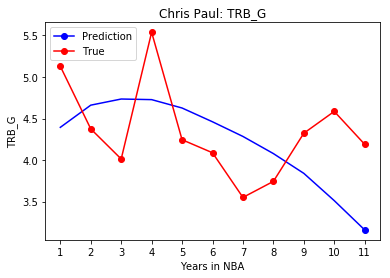 Chris Paul: TRB_G
Prediction
True
TRB_G
5.5
5.0
4.5
4.0
3.5
1 2 3 4 5 6 7 8 9 10 11
Years in NBA